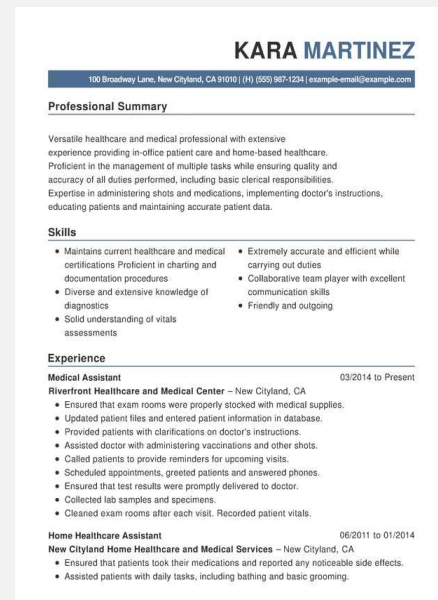 KARA MARTINEZ
100 Broadway Lane, New Cityland, CA 91010 | (H) (555) 987-1234 | example-email@example.com
Professional Summary
Versatile healthcare and medical professional with extensive
experience providing in-office patient care and home-based healthcare.
Proficient in the management of multiple tasks while ensuring quality and
accuracy of all duties performed, including basic clerical responsibilities.
Expertise in administering shots and medications, implementing doctor's instructions,
educating patients and maintaining accurate patient data.
Skills
• Maintains current healthcare and medical
certifications Proficient in charting and
documentation procedures
• Diverse and extensive knowledge of
diagnostics
• Solid understanding of vitals
assessments
• Extremely accurate and efficient while
carrying out duties
• Collaborative team player with excellent
communication skills
• Friendly and outgoing
Experience
Medical Assistant 03/2014 to Present
Riverfront Healthcare and Medical Center – New Cityland, CA
• Ensured that exam rooms were properly stocked with medical supplies.
• Updated patient files and entered patient information in database.
• Provided patients with clarifications on doctor's instructions.
• Assisted doctor with administering vaccinations and other shots.
• Called patients to provide reminders for upcoming visits.
• Scheduled appointments, greeted patients and answered phones.
• Ensured that test results were promptly delivered to doctor.
• Collected lab samples and specimens.
• Cleaned exam rooms after each visit. Recorded patient vitals.
Home Healthcare Assistant 06/2011 to 01/2014
New Cityland Home Healthcare and Medical Services – New Cityland, CA
• Ensured that patients took their medications and reported any noticeable side effects.
• Assisted patients with daily tasks, including bathing and basic grooming.